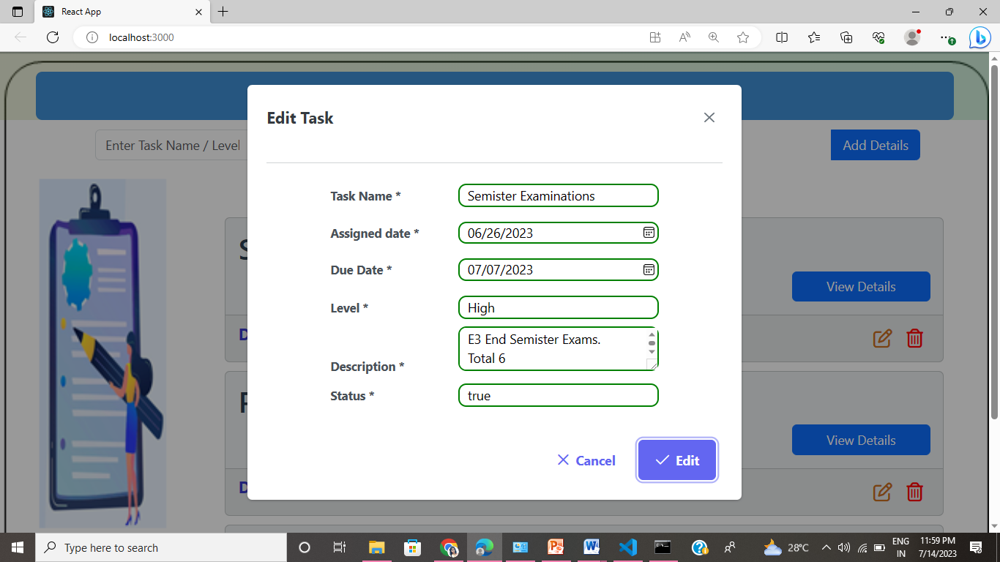 React App
localhost:3000
Edit Task
Enter Task Name / Level
Add Details
Task Name * Semister Examinations
Assigned date * 06/26/2023
Due Date * 07/07/2023
View Details
Level * High
E3 End Semister Exams.
Total 6
Description *
Status * true
View Details
Cancel Edit
Type here to search
28°C
ENG
IN
11:59 PM
7/14/2023